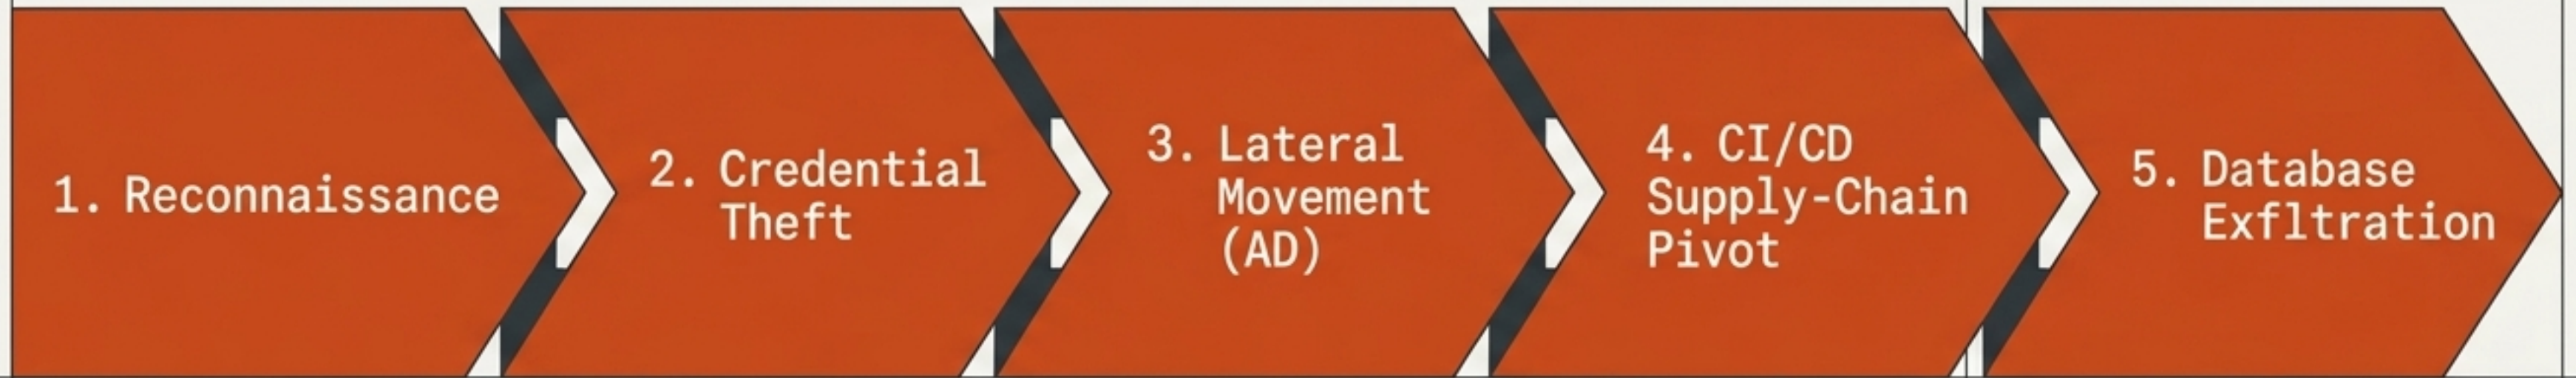 1. Reconnaissance
2. Credential
Theft
3. Lateral
Movement
(AD)
4. CI/CD
Supply-Chain
Pivot
5. Database
Exfltration